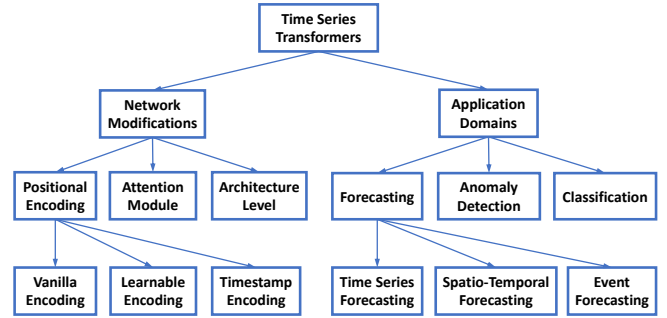 Time Series
Transformers
Network
Modifications
Application
Domains
Positional
Encoding
Attention
Module
Architecture
Level
Forecasting
Anomaly
Detection
Classification
Vanilla
Encoding
Learnable
Encoding
Timestamp
Encoding
Time Series
Forecasting
Spatio-Temporal
Forecasting
Event
Forecasting